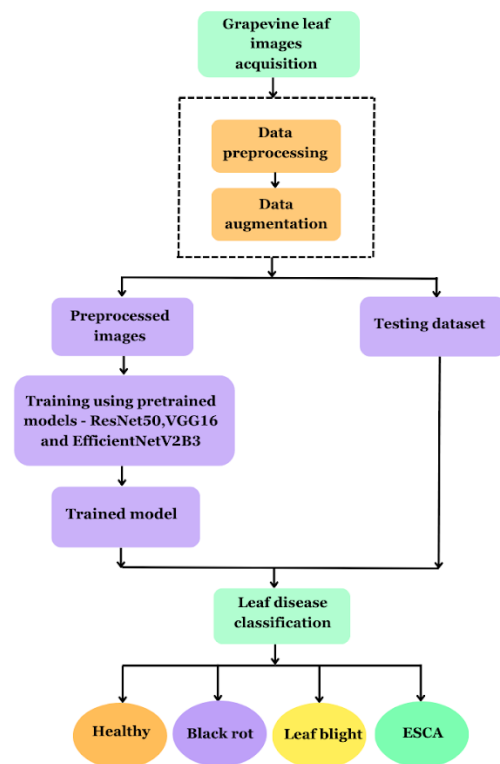 Grapevine leaf
images
acquisition
Data
preprocessing
Data
augmentation
Preprocessed
images
Testing dataset
Training using pretrained
models - ResNet50,VGG16
and EfficientNetV2B3
Trained model
Leaf disease
classification
Healthy
Black rot
Leaf blight
ESCA